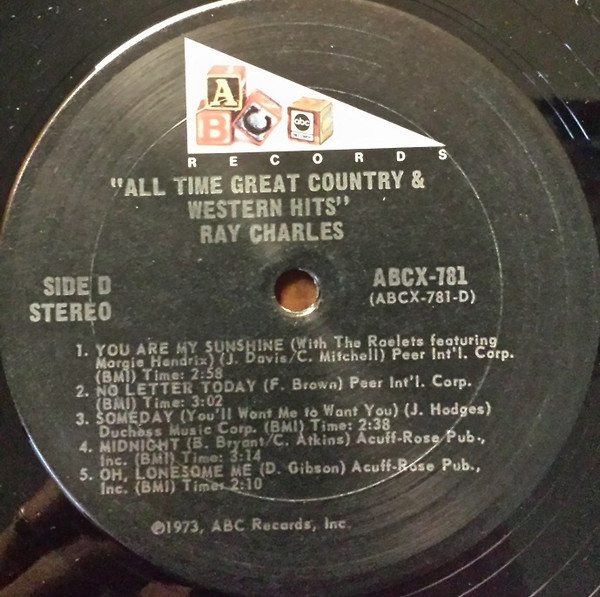 A
B C abc
RECORDS
"ALL TIME GREAT COUNTRY &
WESTERN HITS"
RAY CHARLES
SIDE D
STEREO
ABCX-781
(ABCX-781-D)
1. YOU ARE MY SUNSHINE (With The Raelets featuring
Margie Hendrix) (J. Davis/C. Mitchell) Peer Int'l. Corp.
(BMI) Time: 2:58
2. NO LETTER TODAY (F. Brown) Peer Int'l. Corp.
(BMI) Time: 3:02
3. SOMEDAY (You'll Want Me to Want You) (J. Hodges)
Duchess Music Corp. (BMI) Time: 2:38
4. MIDNIGHT (B. Bryant/C. Atkins) Acuff-Rose Pub.,
Inc. (BMI) Time: 3:14
5. OH, LONESOME ME (D. Gibson) Acuff-Rose Pub.,
Inc. (BMI) Time: 2:10
℗1973, ABC Records, Inc.